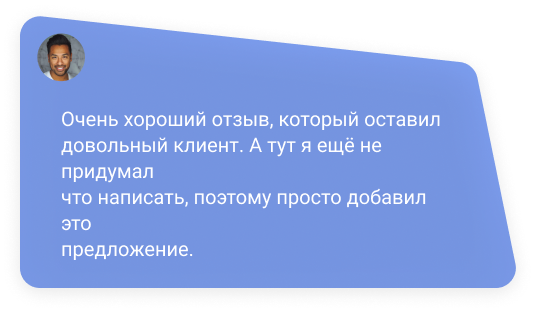 Очень хороший отзыв, который оставил
довольный клиент. А тут я ещё не
придумал
что написать, поэтому просто добавил
это
предложение.